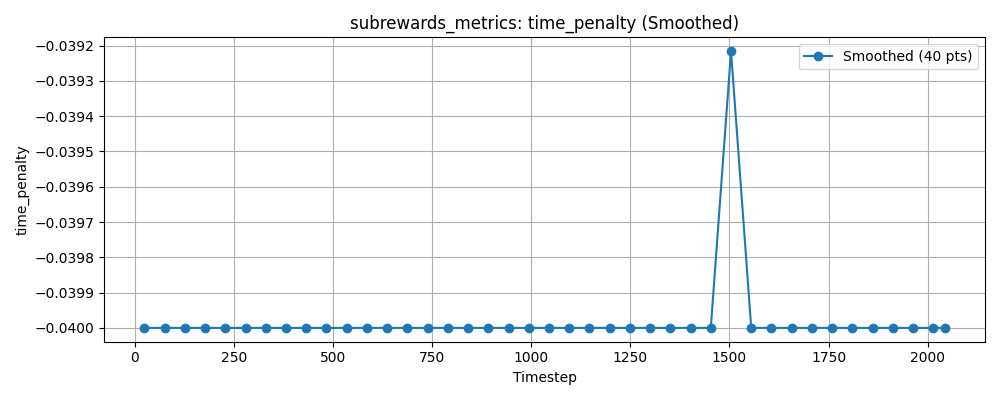 subrewards_metrics: time_penalty (Smoothed)
Smoothed (40 pts)
time_penalty
−0.0392
−0.0393
−0.0394
−0.0395
−0.0396
−0.0397
−0.0398
−0.0399
−0.0400
0 250 500 750 1000 1250 1500 1750 2000
Timestep